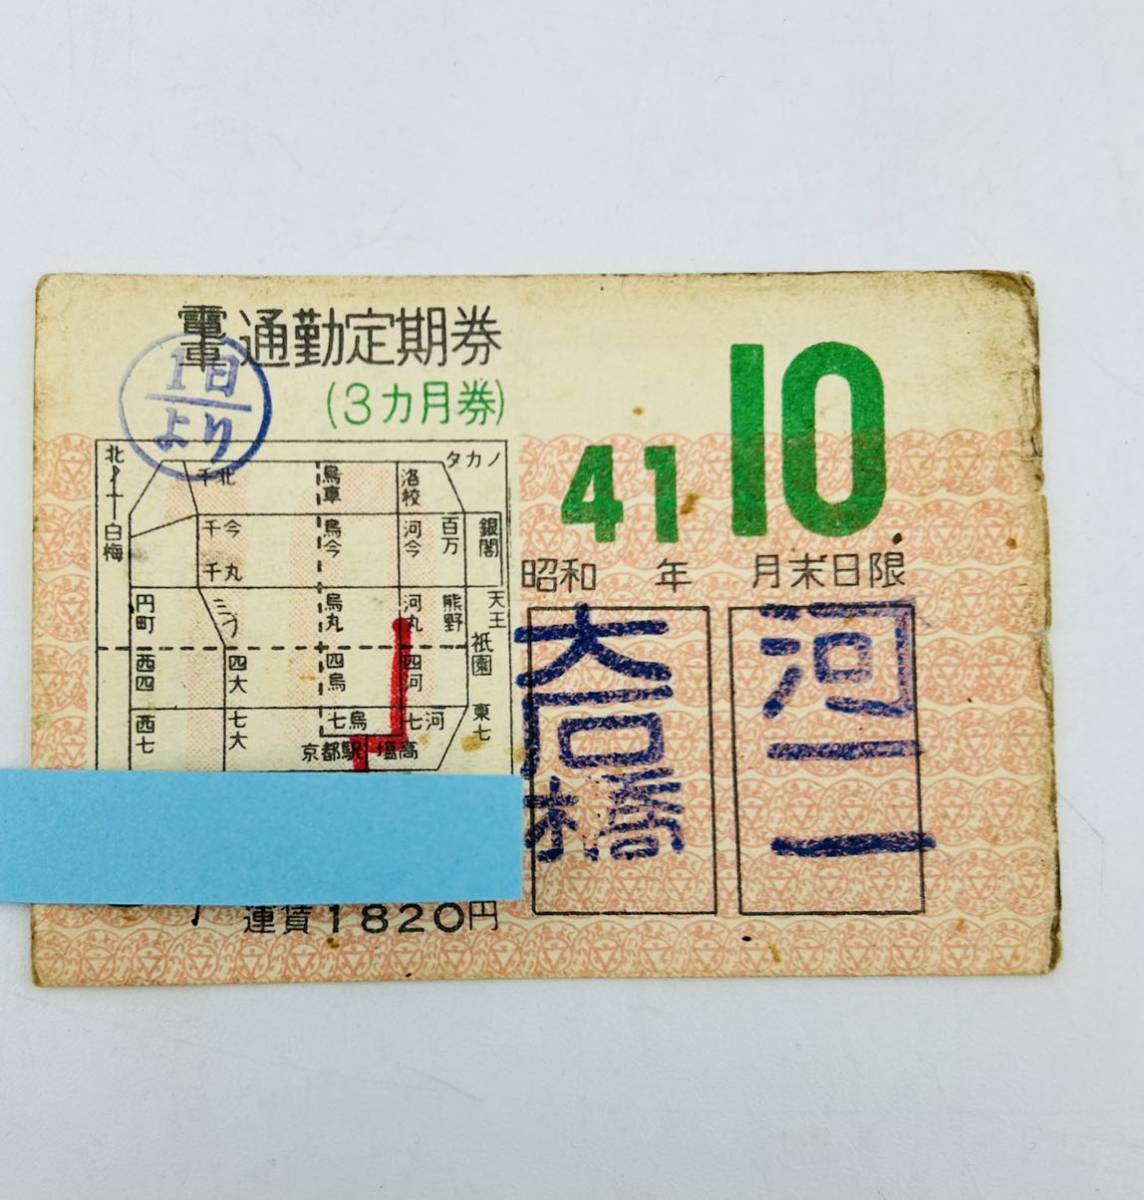 電車 通勤定期券
(3カ月券)
1日
より
41 10
昭和 年 月末日限
北 白梅
千北
烏車
洛校
タカノ
千今
烏今
河今
百万
銀閣
千丸
円町
烏丸
河丸
熊野
天王
祇園
西四
四大
四烏
四河
西七
七大
七烏
七河
東七
京都駅
塩高
大石橋
河二
運賃1820円